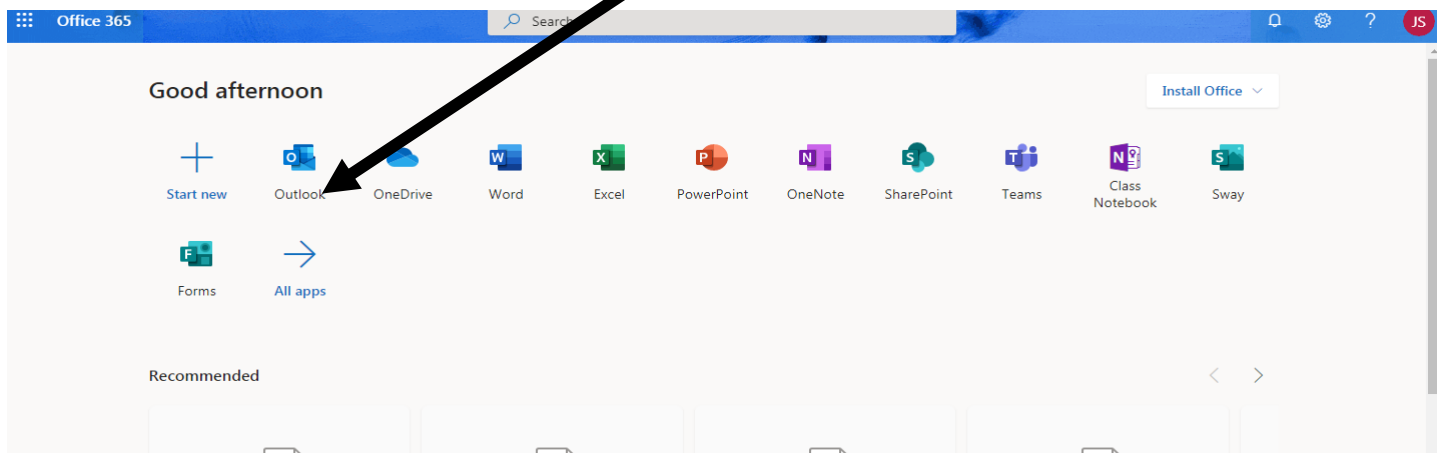 Office 365
Search
?
JS
Good afternoon
Install Office
Start new
Outlook
OneDrive
Word
Excel
PowerPoint
OneNote
SharePoint
Teams
Class
Notebook
Sway
Forms
All apps
Recommended